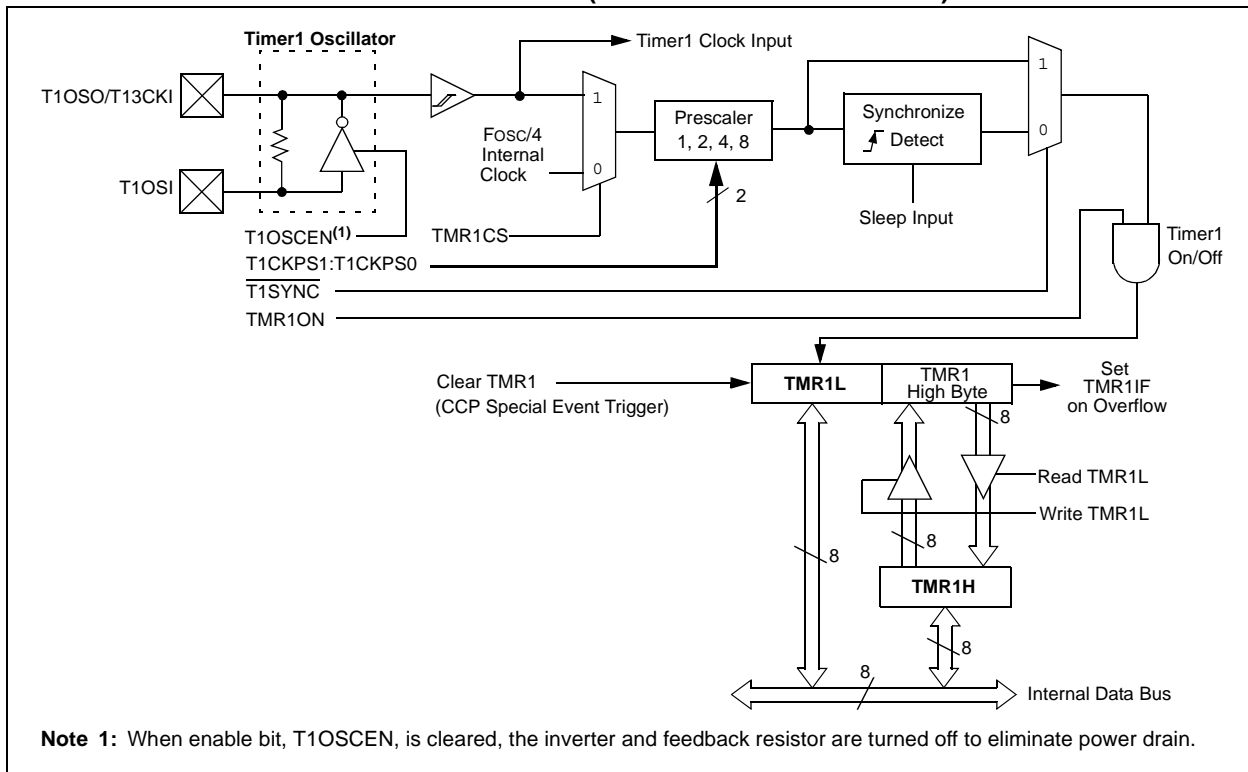 Timer1 Oscillator
Timer1 Clock Input
T1OSO/T13CKI
1
1
FOSC/4
Internal
Clock
0
Prescaler
1, 2, 4, 8
Synchronize
Detect
0
T1OSI
2
Sleep Input
T1OSCEN(1)
TMR1CS
T1CKPS1:T1CKPS0
T1SYNC
TMR1ON
Timer1
On/Off
Clear TMR1
(CCP Special Event Trigger)
TMR1L
TMR1
High Byte
Set
TMR1IF
on Overflow
8
Read TMR1L
Write TMR1L
8
8
TMR1H
8
8
Internal Data Bus
Note 1: When enable bit, T1OSCEN, is cleared, the inverter and feedback resistor are turned off to eliminate power drain.